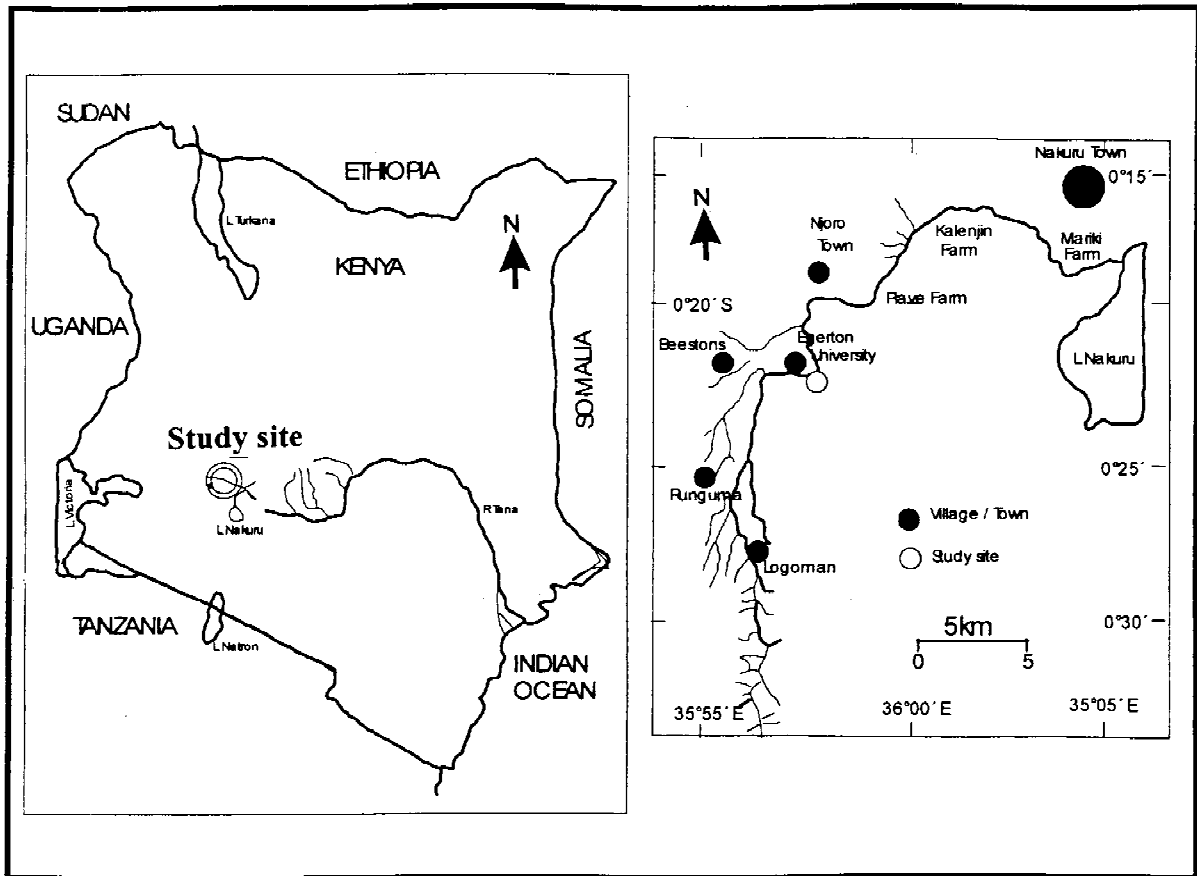 SUDAN
ETHIOPIA
L Turkana
N
KENYA
UGANDA
SOMALIA
Study site
L Victoria
L Nakuru
R Tana
TANZANIA
L Natron
INDIAN
OCEAN
Nakuru Town
0°15´
N
Njoro
Town
Kalenjin
Farm
Mariki
Farm
0°20´ S
Rawe Farm
Beestons
Egerton
University
L Nakuru
0°25´
Runguma
Village / Town
Study site
Logoman
0°30´
5km
0
5
35°55´ E
36°00´ E
35°05´ E